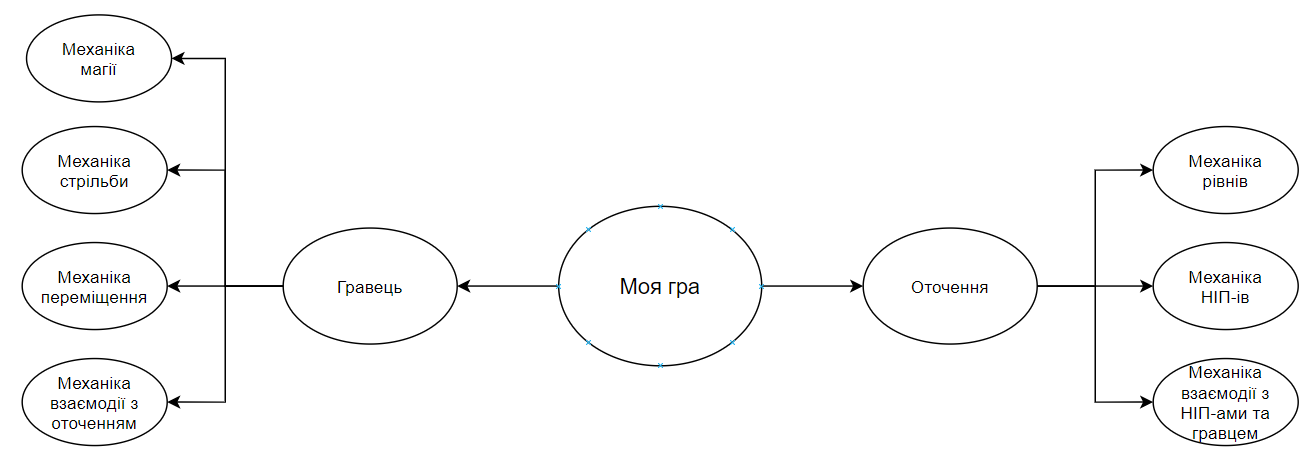 Механіка
магії
Механіка
стрільби
Механіка
переміщення
Механіка
взаємодії з
оточенням
Гравець
Моя гра
Оточення
Механіка
рівнів
Механіка
НІП-ів
Механіка
взаємодії з
НІП-ами та
гравцем